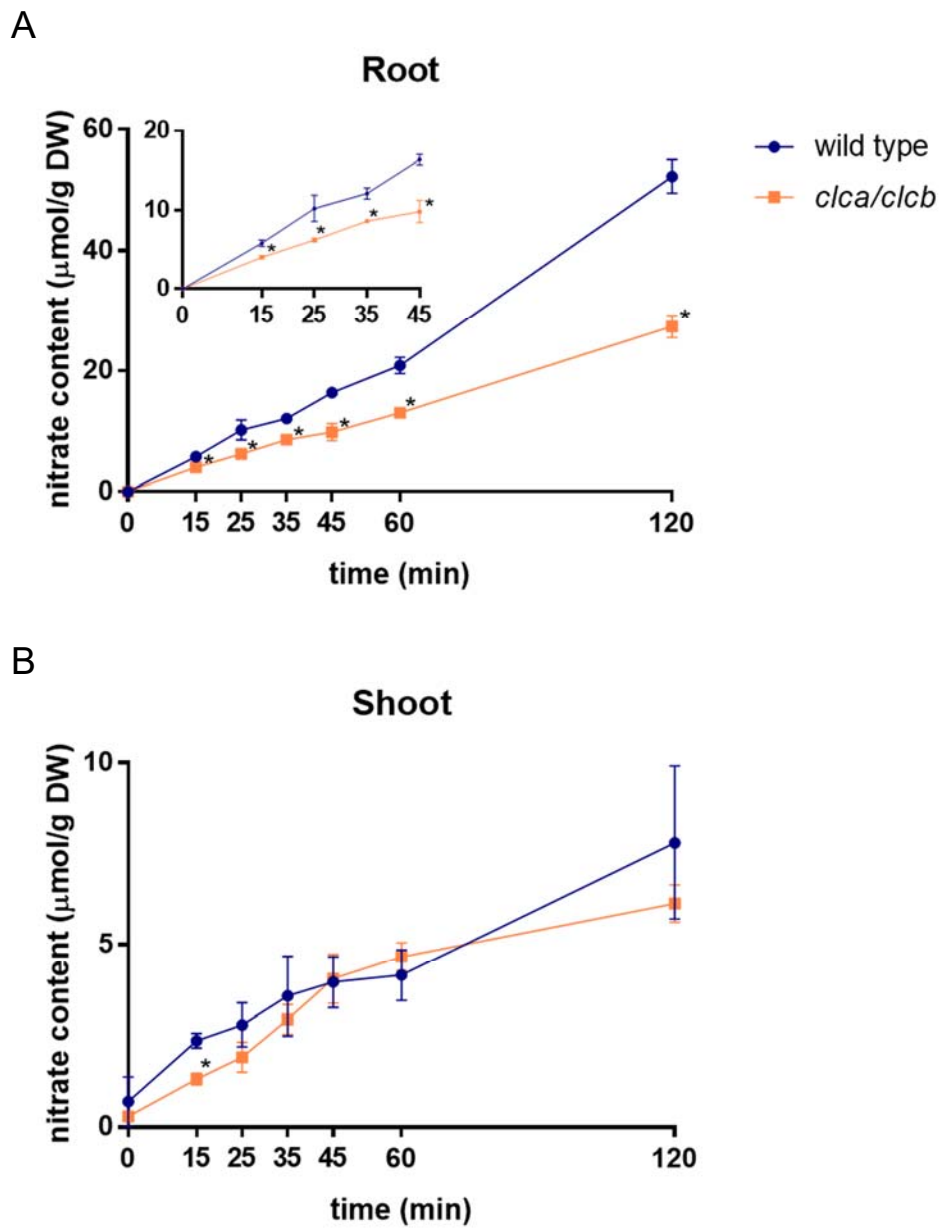 A
Root
nitrate content (μmol/g DW)
60
40
20
0
20
10
0
0 15 25 35 45
* * * *
* * * * * *
0 15 25 35 45 60 120
time (min)
wild type
clca/clcb
B
Shoot
nitrate content (μmol/g DW)
10
5
0
*
0 15 25 35 45 60 120
time (min)